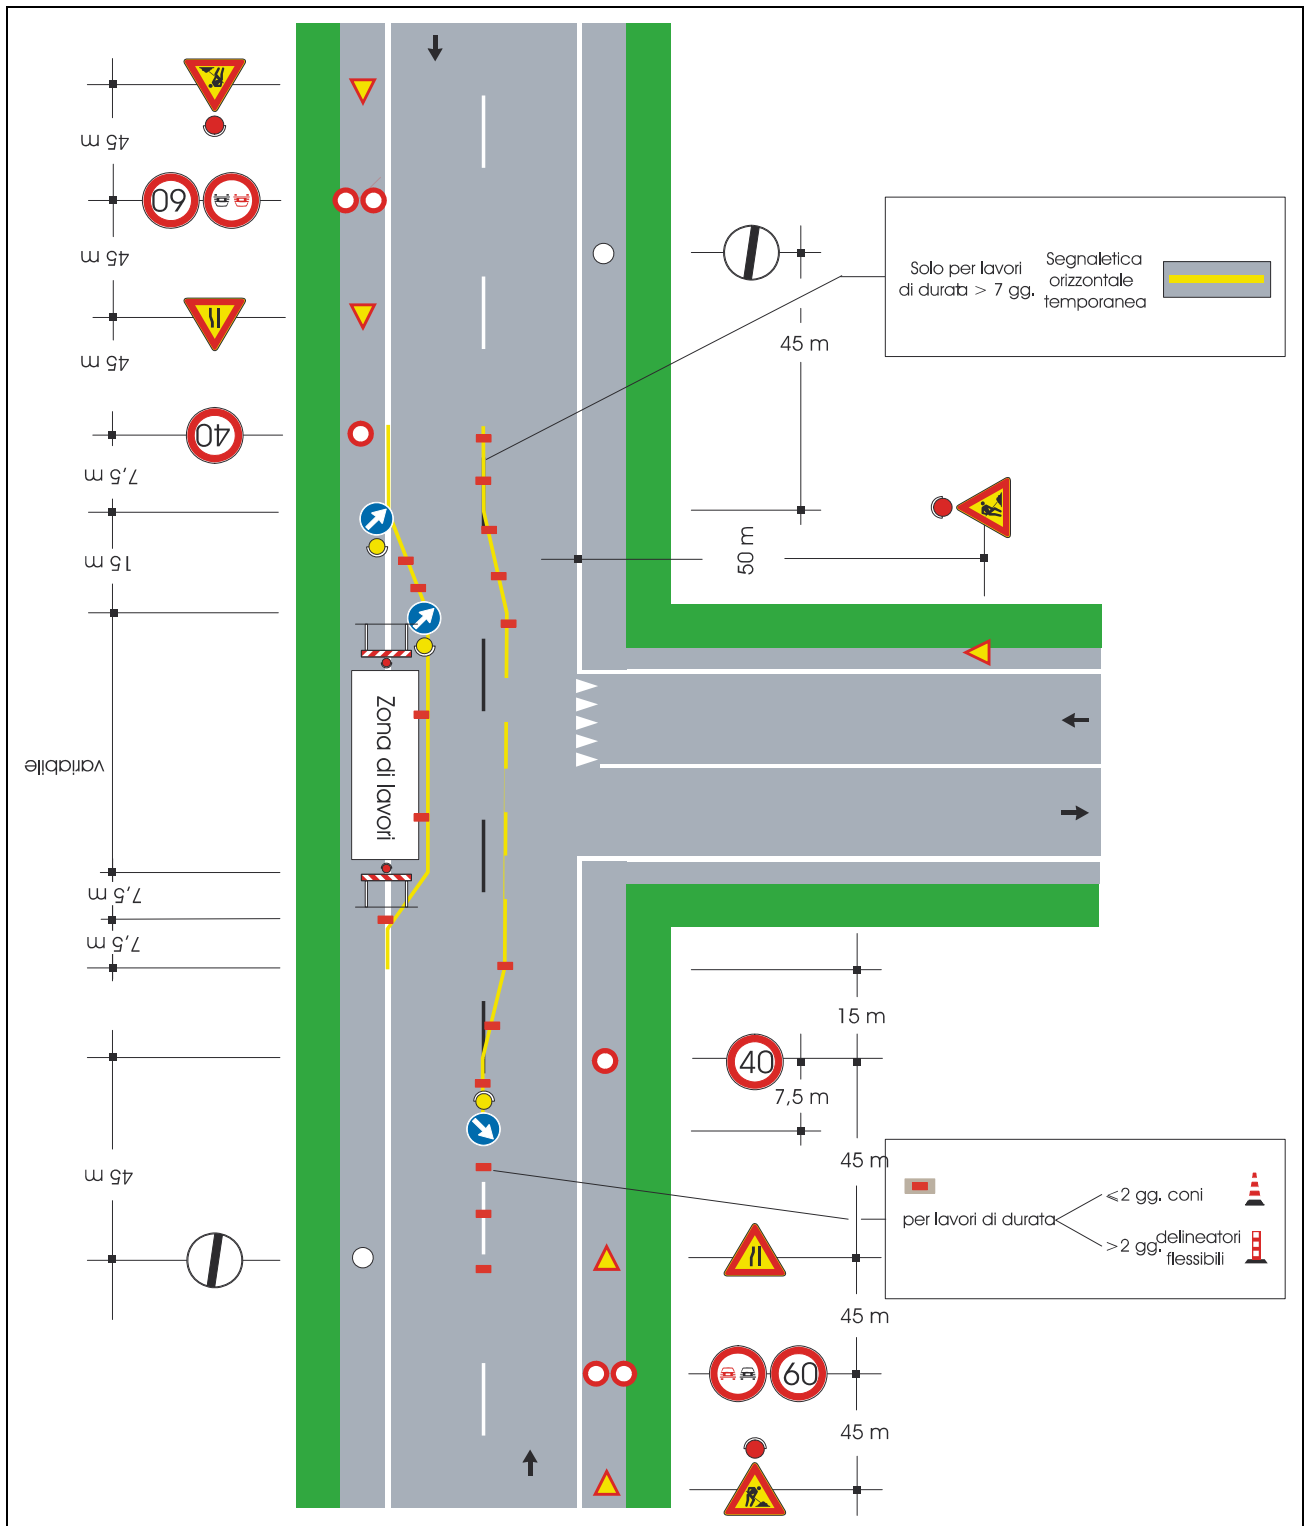 45 m
60
45 m
45 m
40
7,5 m
15 m
variabile
7,5 m
7,5 m
45 m
Zona di lavori
45 m
50 m
Solo per lavori
di durata > 7 gg.
Segnaletica
orizzontale
temporanea
15 m
40
7,5 m
45 m
per lavori di durata
⩽2 gg. coni
>2 gg. delineatori
flessibili
45 m
60
45 m